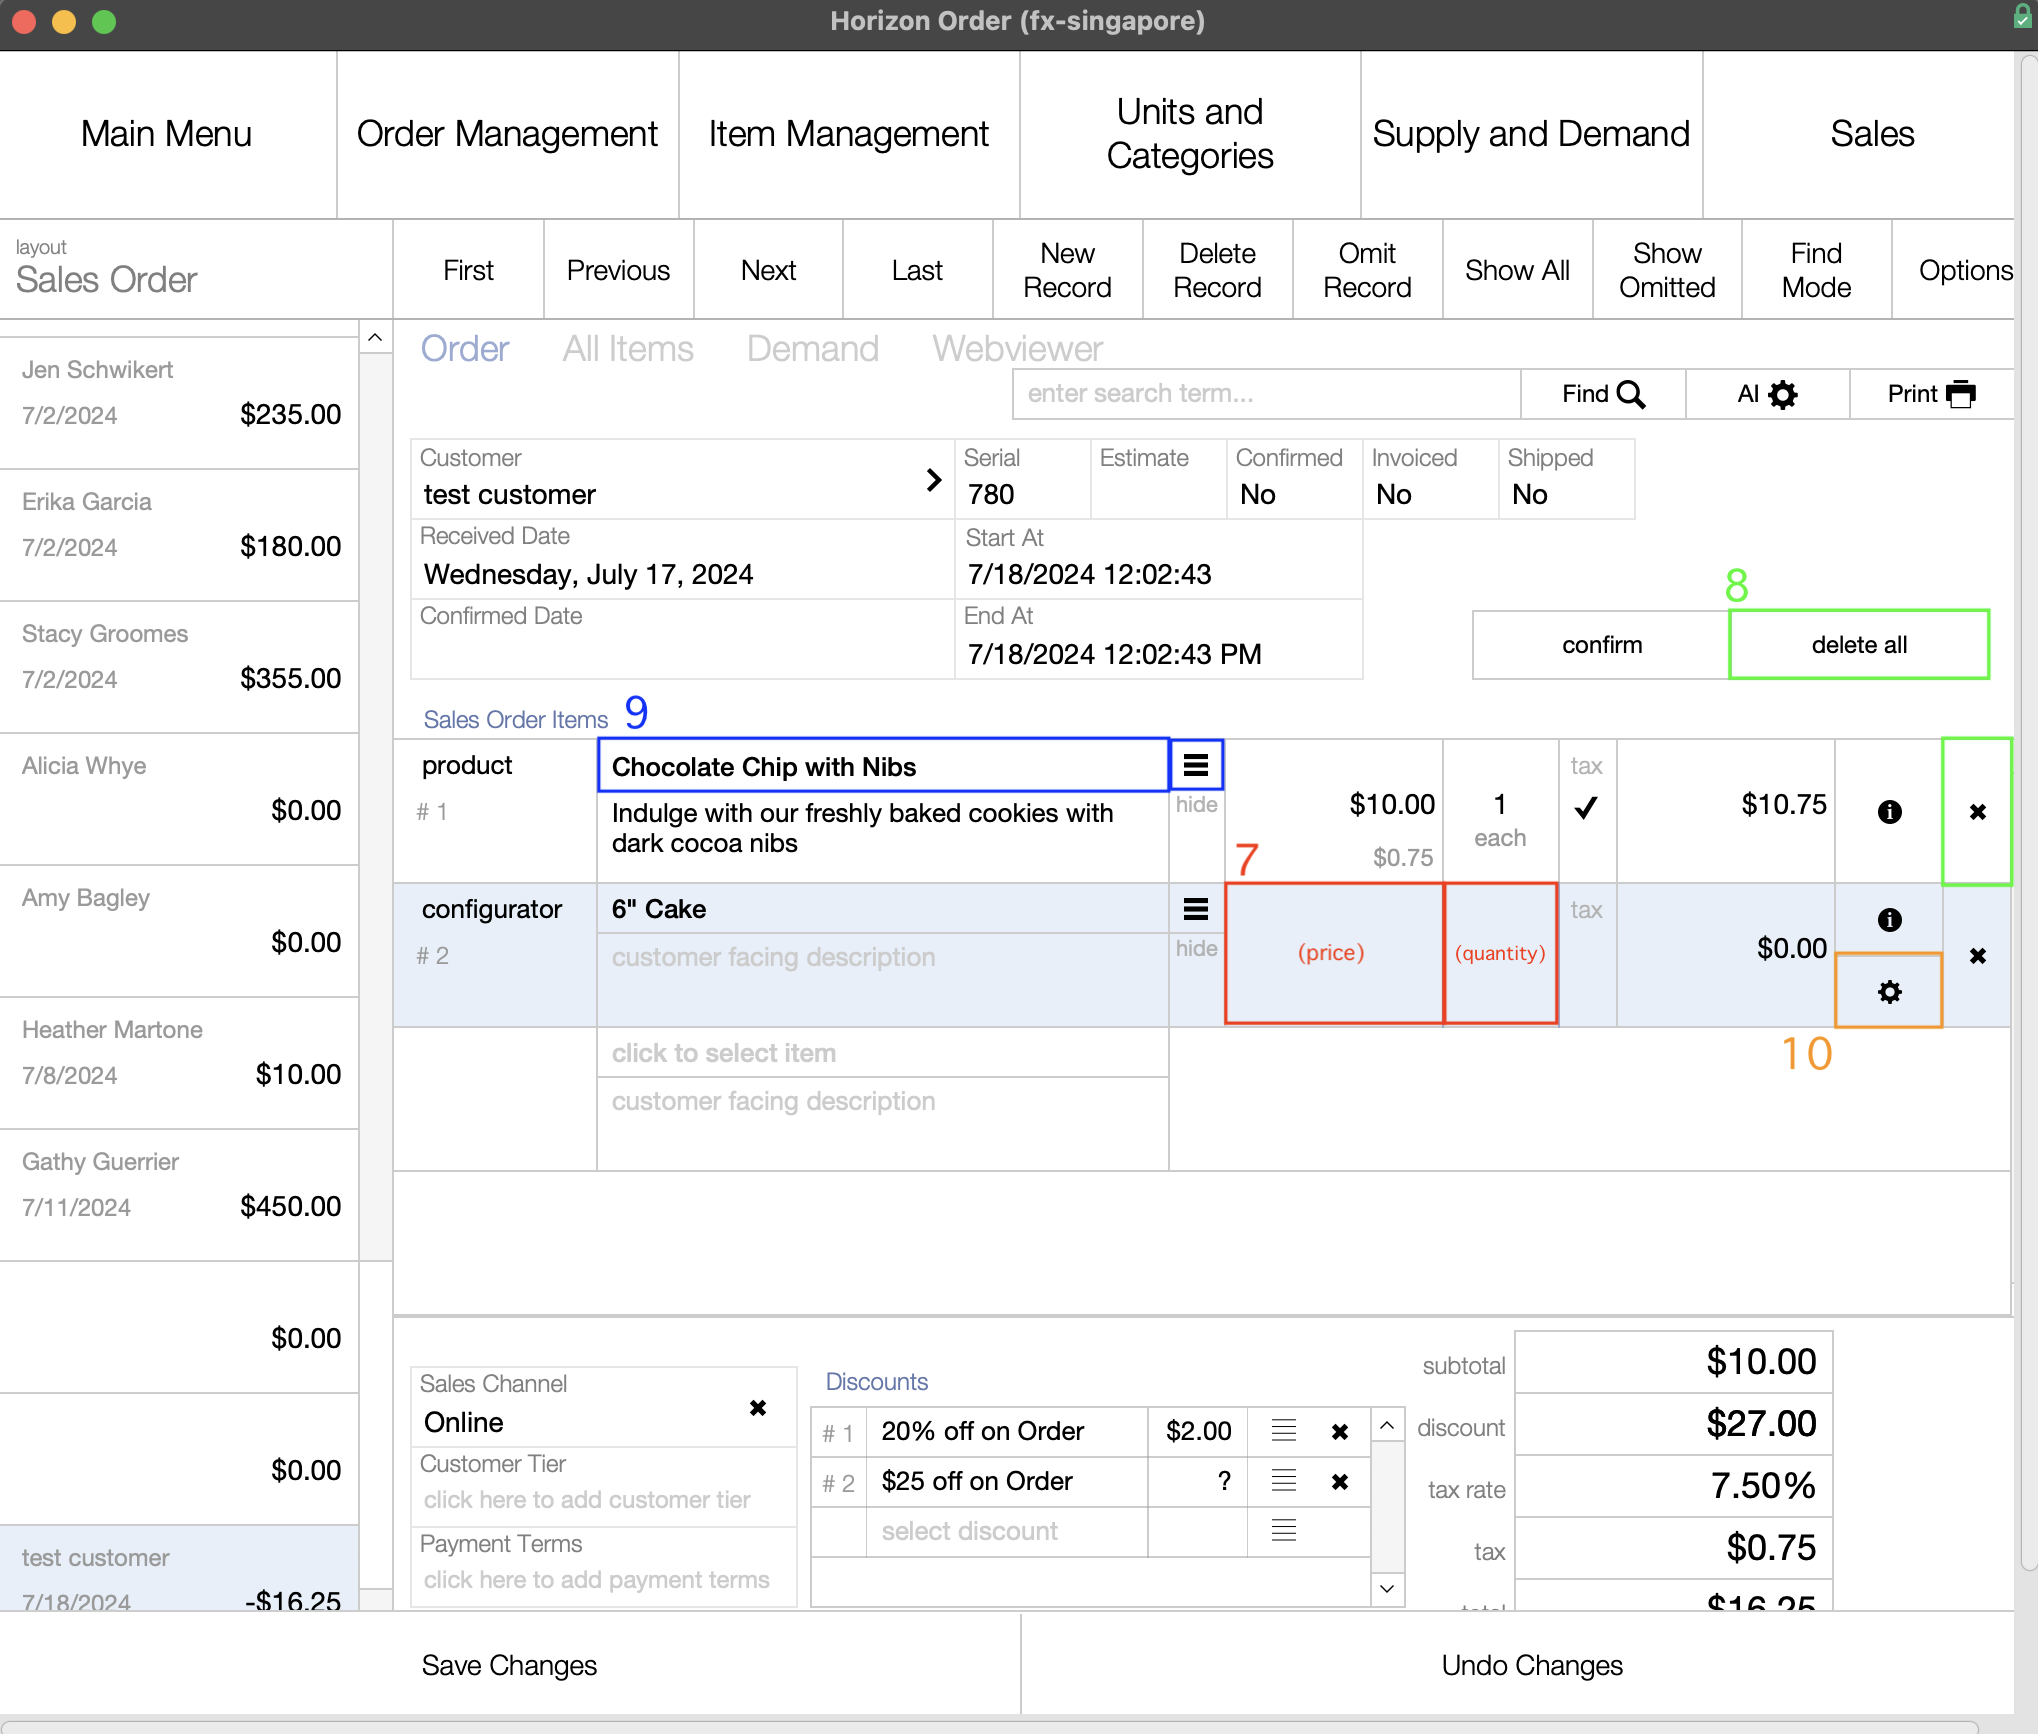 Horizon Order (fx-singapore)
Main Menu
Order Management
Item Management
Units and
Categories
Supply and Demand
Sales
layout
Sales Order
First
Previous
Next
Last
New
Record
Delete
Record
Omit
Record
Show All
Show
Omitted
Find
Mode
Options
Jen Schwikert
7/2/2024 $235.00
Erika Garcia
7/2/2024 $180.00
Stacy Groomes
7/2/2024 $355.00
Alicia Whye
$0.00
Amy Bagley
$0.00
Heather Martone
7/8/2024 $10.00
Gathy Guerrier
7/11/2024 $450.00
$0.00
$0.00
test customer
7/18/2024 -$16.25
Order All Items Demand Webviewer
enter search term...
Find
AI
Print
Customer
test customer
Serial
780
Estimate
Confirmed
No
Invoiced
No
Shipped
No
Received Date
Wednesday, July 17, 2024
Start At
7/18/2024 12:02:43
Confirmed Date
End At
7/18/2024 12:02:43 PM
8
confirm
delete all
Sales Order Items 9
product
# 1
Chocolate Chip with Nibs
Indulge with our freshly baked cookies with
dark cocoa nibs
hide
$10.00
$0.75
1
each
tax
$10.75
7
configurator
# 2
6" Cake
customer facing description
hide
(price)
(quantity)
tax
$0.00
10
click to select item
customer facing description
Sales Channel
Online
Customer Tier
click here to add customer tier
Payment Terms
click here to add payment terms
Discounts
# 1 20% off on Order $2.00
# 2 $25 off on Order ?
select discount
subtotal $10.00
discount $27.00
tax rate 7.50%
tax $0.75
total $16.25
Save Changes
Undo Changes